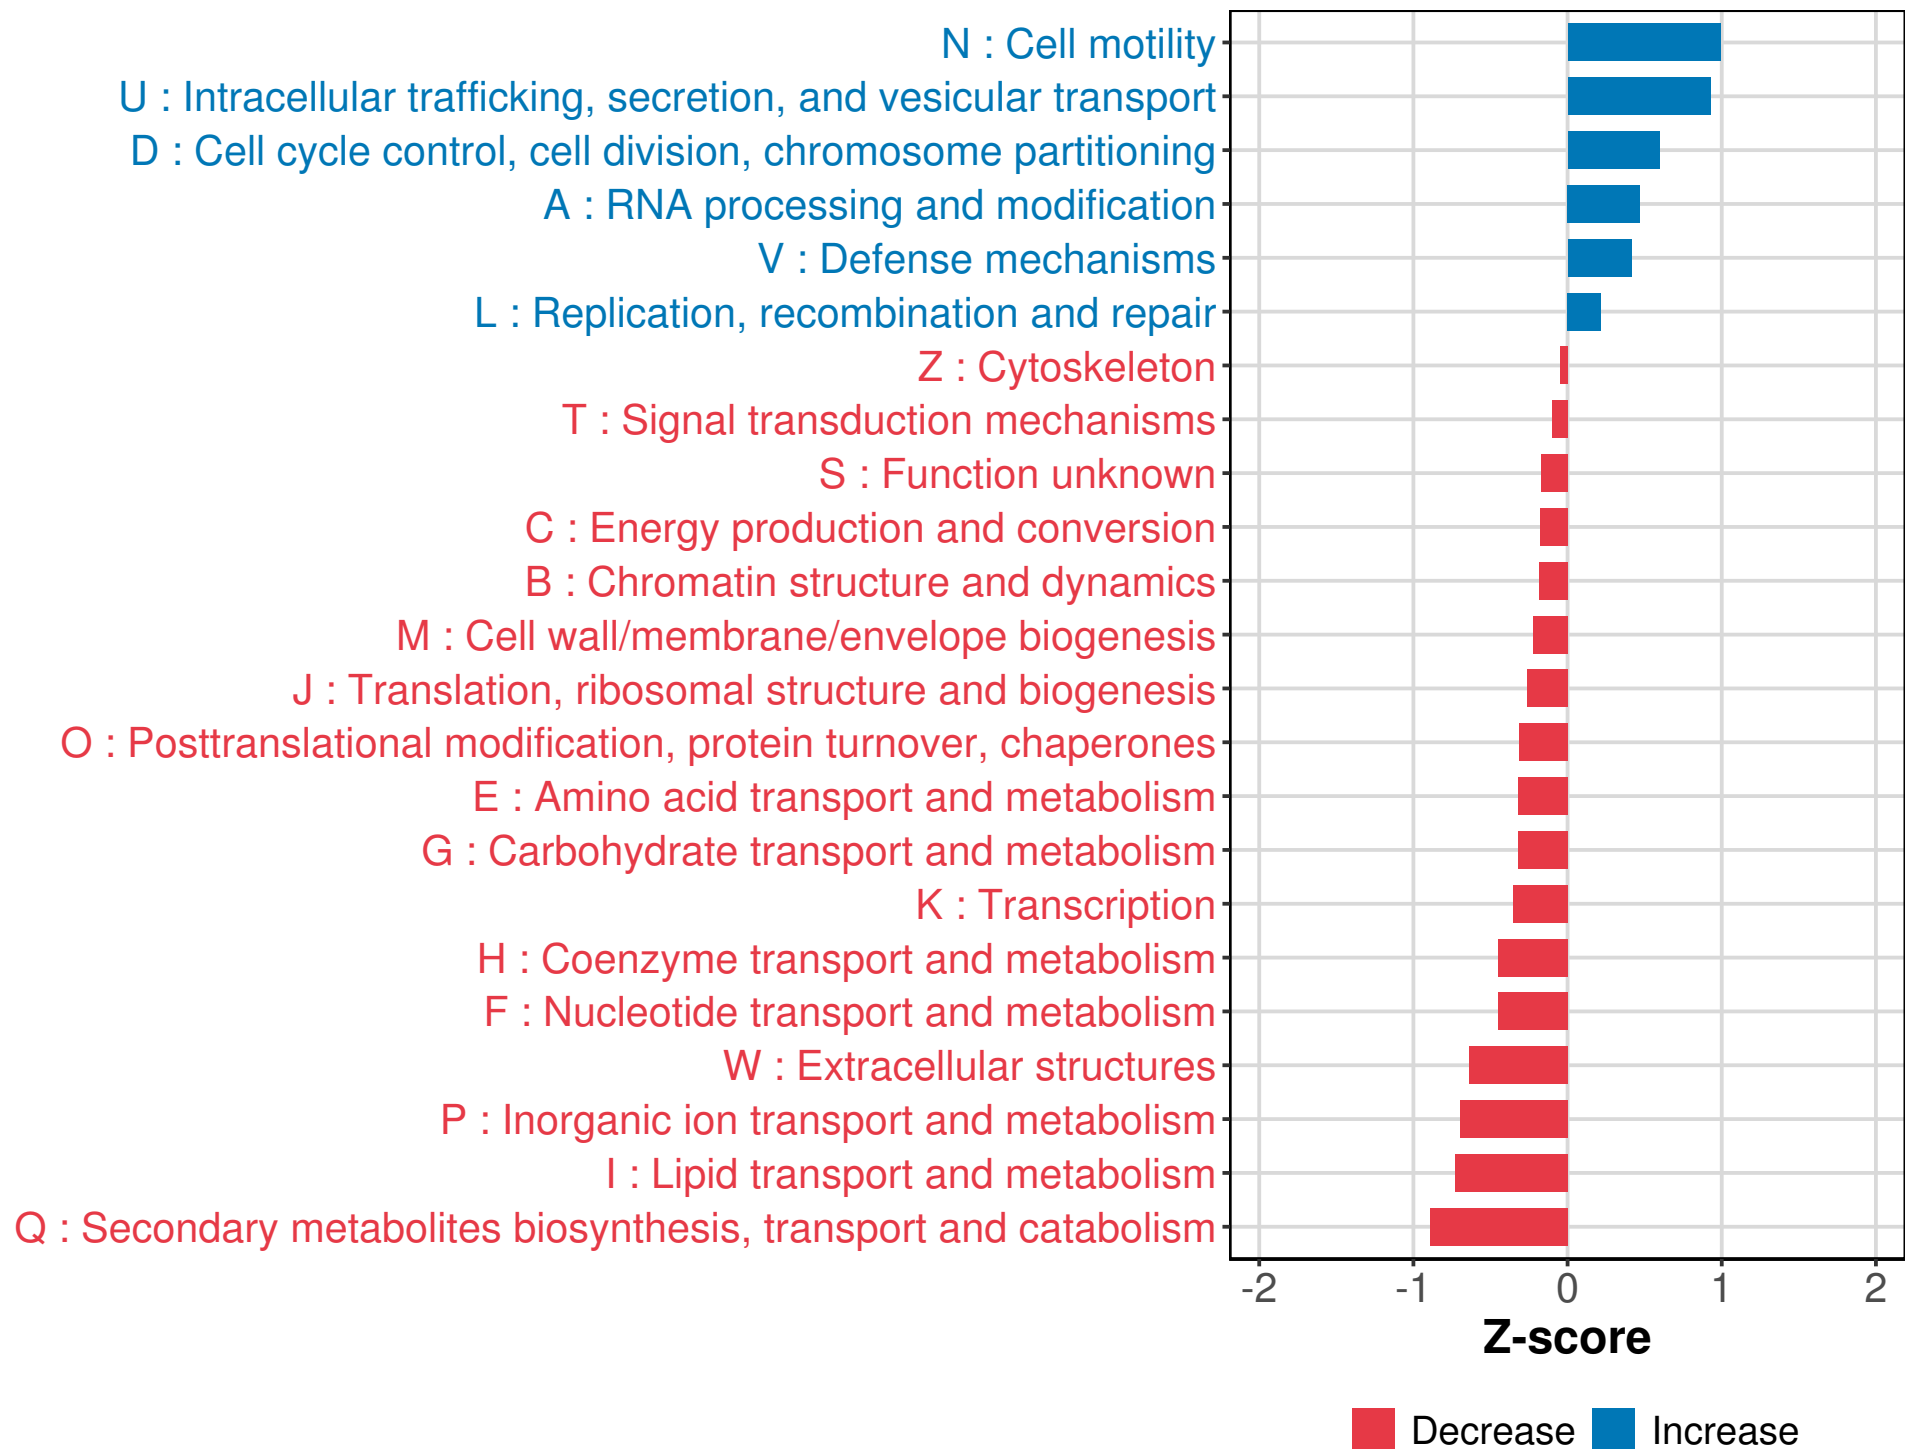 N : Cell motility
U : Intracellular trafficking, secretion, and vesicular transport
D : Cell cycle control, cell division, chromosome partitioning
A : RNA processing and modification
V : Defense mechanisms
L : Replication, recombination and repair
Z : Cytoskeleton
T : Signal transduction mechanisms
S : Function unknown
C : Energy production and conversion
B : Chromatin structure and dynamics
M : Cell wall/membrane/envelope biogenesis
J : Translation, ribosomal structure and biogenesis
O : Posttranslational modification, protein turnover, chaperones
E : Amino acid transport and metabolism
G : Carbohydrate transport and metabolism
K : Transcription
H : Coenzyme transport and metabolism
F : Nucleotide transport and metabolism
W : Extracellular structures
P : Inorganic ion transport and metabolism
I : Lipid transport and metabolism
Q : Secondary metabolites biosynthesis, transport and catabolism
-2 -1 0 1 2
Z-score
Decrease Increase